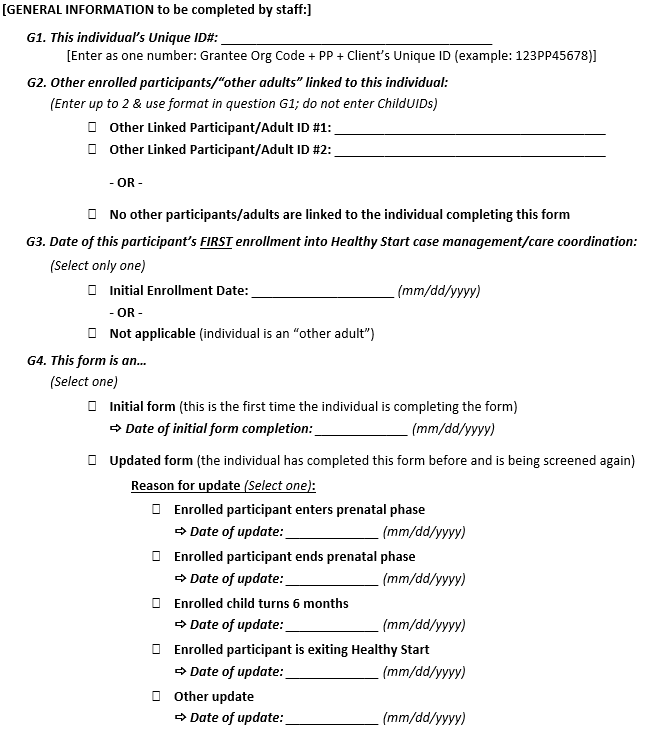 [GENERAL INFORMATION to be completed by staff:]
G1. This individual's Unique ID#: ________________________________________
[Enter as one number: Grantee Org Code + PP + Client's Unique ID (example: 123PP45678)]
G2. Other enrolled participants/"other adults" linked to this individual:
(Enter up to 2 & use format in question G1; do not enter ChildUIDs)
☐ Other Linked Participant/Adult ID #1: ________________________________________
☐ Other Linked Participant/Adult ID #2: ________________________________________
- OR -
☐ No other participants/adults are linked to the individual completing this form
G3. Date of this participant's FIRST enrollment into Healthy Start case management/care coordination:
(Select only one)
☐ Initial Enrollment Date: _____________________ (mm/dd/yyyy)
- OR -
☐ Not applicable (individual is an "other adult")
G4. This form is an…
(Select one)
☐ Initial form (this is the first time the individual is completing the form)
⇨ Date of initial form completion: ______________ (mm/dd/yyyy)
☐ Updated form (the individual has completed this form before and is being screened again)
Reason for update (Select one):
☐ Enrolled participant enters prenatal phase
⇨ Date of update: ______________ (mm/dd/yyyy)
☐ Enrolled participant ends prenatal phase
⇨ Date of update: ______________ (mm/dd/yyyy)
☐ Enrolled child turns 6 months
⇨ Date of update: ______________ (mm/dd/yyyy)
☐ Enrolled participant is exiting Healthy Start
⇨ Date of update: ______________ (mm/dd/yyyy)
☐ Other update
⇨ Date of update: ______________ (mm/dd/yyyy)